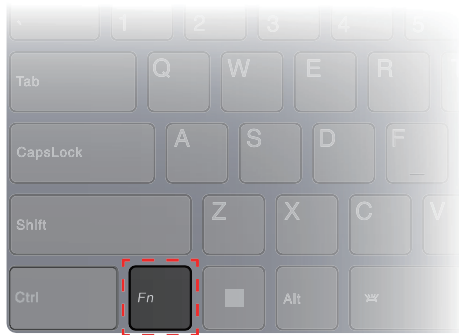 1 2 3 4 5
Tab Q W E R
CapsLock A S D F
Shift Z X C V
Ctrl Fn Alt